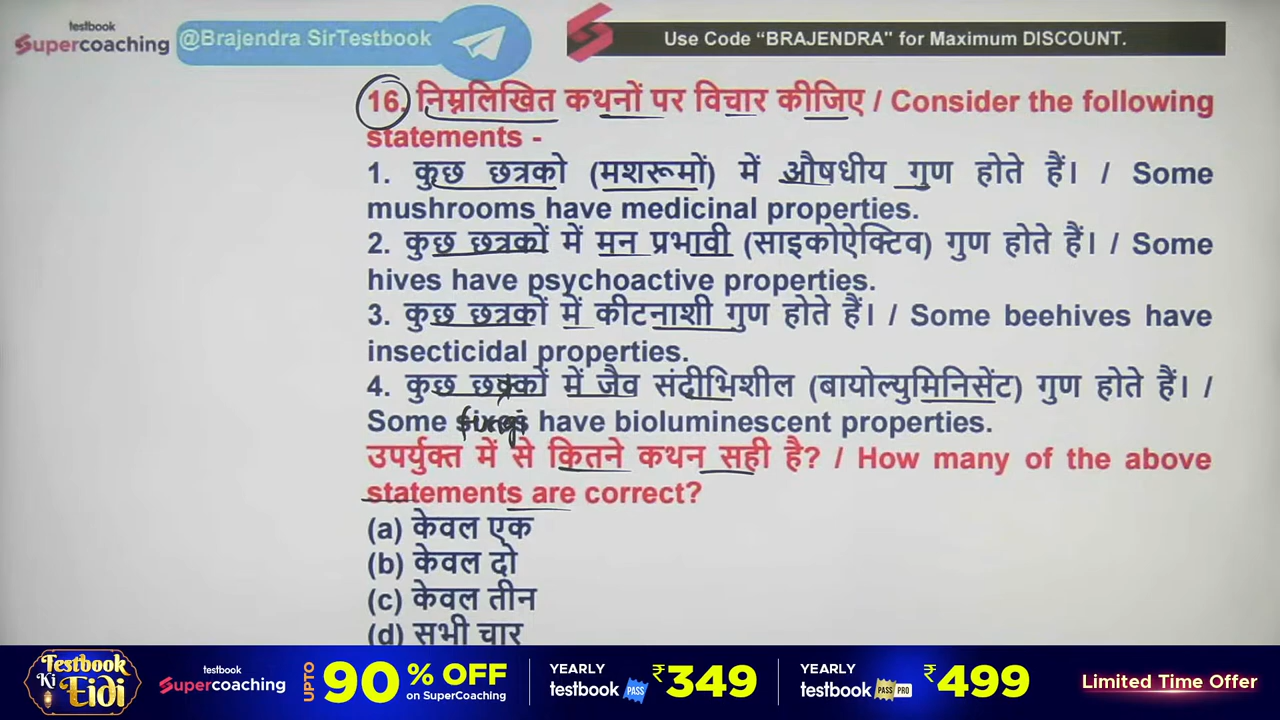 testbook
Supercoaching
@Brajendra SirTestbook
Use Code “BRAJENDRA" for Maximum DISCOUNT.
16. निम्नलिखित कथनों पर विचार कीजिए / Consider the following
statements -
1. कुछ छत्रको (मशरूमों) में औषधीय गुण होते हैं। / Some
mushrooms have medicinal properties.
2. कुछ छत्रकों में मन प्रभावी (साइकोऐक्टिव) गुण होते हैं। / Some
hives have psychoactive properties.
3. कुछ छत्रकों में कीटनाशी गुण होते हैं। / Some beehives have
insecticidal properties.
4. कुछ छत्रकों में जैव संदीभिशील (बायोल्युमिनिसेंट) गुण होते है। /
Some fungi have bioluminescent properties.
उपर्युक्त में से कितने कथन सही है? / How many of the above
statements are correct?
(a) केवल एक
(b) केवल दो
(c) केवल तीन
(d) सभी चार
Testbook
Ki Eidi
testbook
Supercoaching
UPTO 90 % OFF
on SuperCoaching
YEARLY
testbook PASS ₹349
YEARLY
testbook PASS PRO ₹499
Limited Time Offer